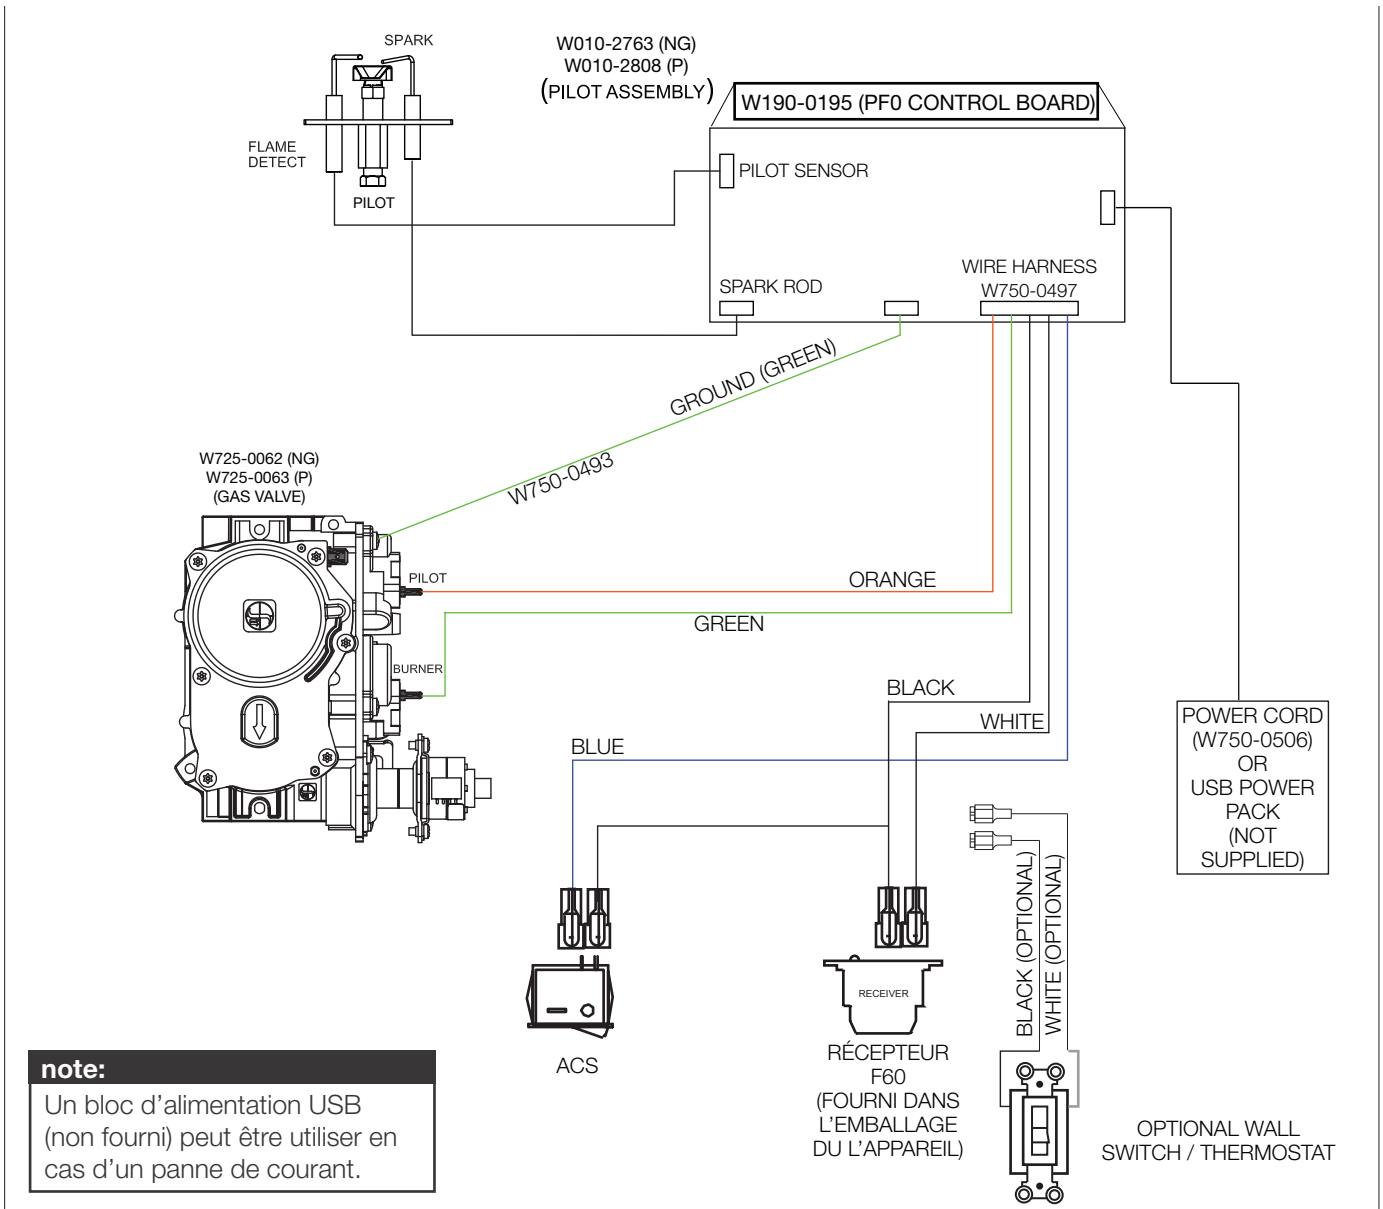 SPARK
W010-2763 (NG)
W010-2808 (P)
(PILOT ASSEMBLY)
W190-0195 (PF0 CONTROL BOARD)
FLAME
DETECT
PILOT
PILOT SENSOR
WIRE HARNESS
W750-0497
SPARK ROD
GROUND (GREEN)
W750-0493
W725-0062 (NG)
W725-0063 (P)
(GAS VALVE)
PILOT
ORANGE
GREEN
BURNER
BLACK
WHITE
BLUE
POWER CORD
(W750-0506)
OR
USB POWER
PACK
(NOT
SUPPLIED)
BLACK (OPTIONAL)
WHITE (OPTIONAL)
RECEIVER
ACS
RÉCEPTEUR
F60
(FOURNI DANS
L'EMBALLAGE
DU L'APPAREIL)
OPTIONAL WALL
SWITCH / THERMOSTAT
note:
Un bloc d'alimentation USB
(non fourni) peut être utiliser en
cas d'un panne de courant.